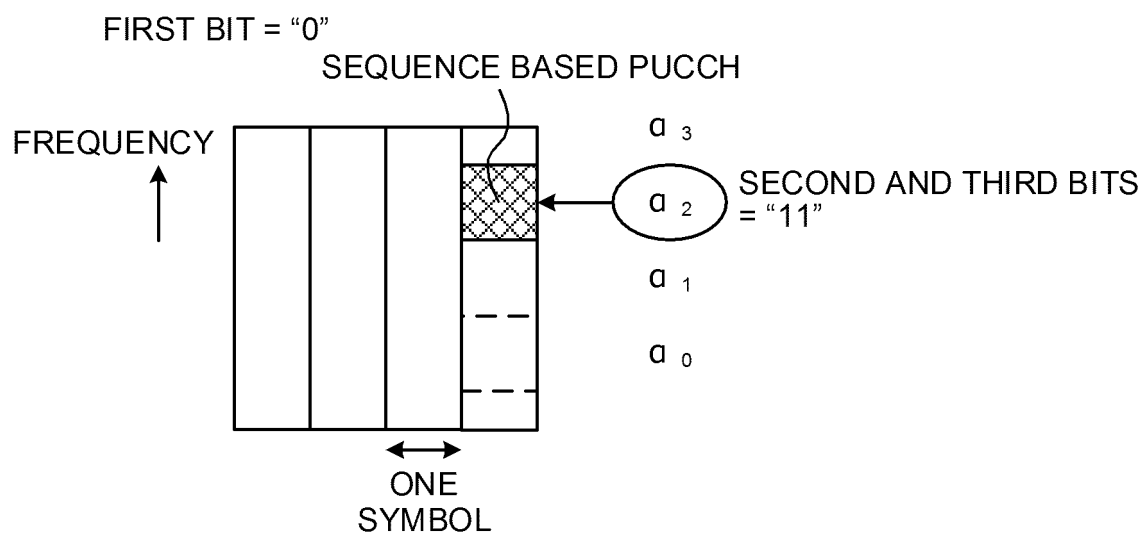 FIRST BIT = “0”
SEQUENCE BASED PUCCH
FREQUENCY
α 3
α 2
SECOND AND THIRD BITS
= “11”
α 1
α 0
ONE
SYMBOL